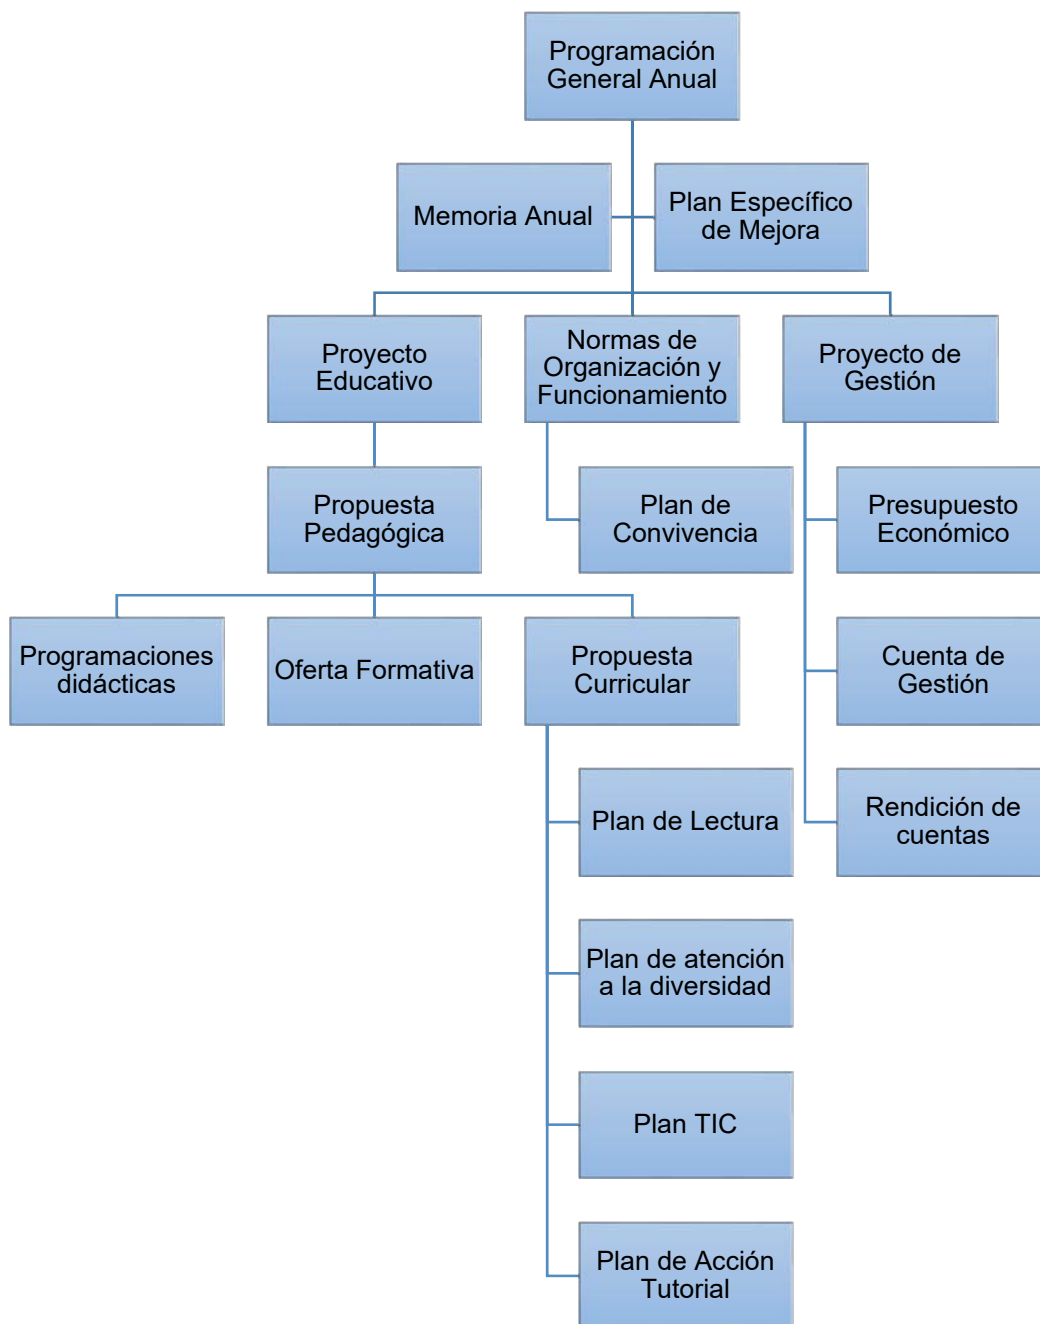 Programación
General Anual
Memoria Anual
Plan Específico
de Mejora
Proyecto
Educativo
Normas de
Organización y
Funcionamiento
Proyecto de
Gestión
Propuesta
Pedagógica
Plan de
Convivencia
Presupuesto
Económico
Programaciones
didácticas
Oferta Formativa
Propuesta
Curricular
Cuenta de
Gestión
Plan de Lectura
Rendición de
cuentas
Plan de atención
a la diversidad
Plan TIC
Plan de Acción
Tutorial